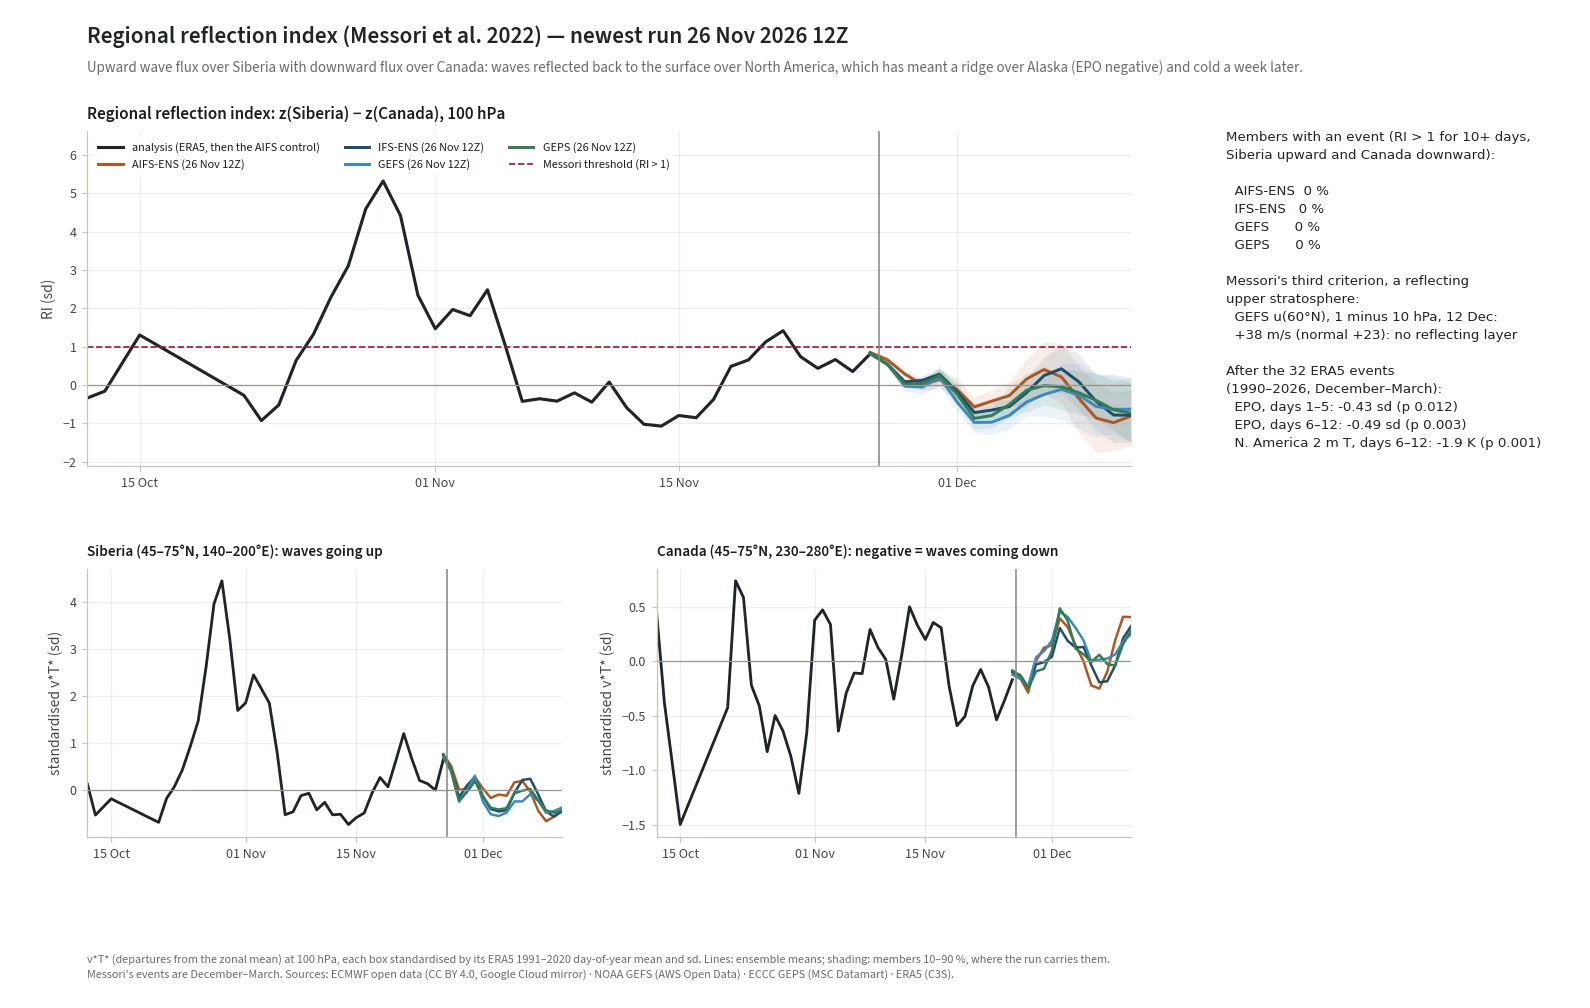 Regional reflection index (Messori et al. 2022) — newest run 26 Nov 2026 12Z
Upward wave flux over Siberia with downward flux over Canada: waves reflected back to the surface over North America, which has meant a ridge over Alaska (EPO negative) and cold a week later.
Regional reflection index: z(Siberia) − z(Canada), 100 hPa
analysis (ERA5, then the AIFS control)
AIFS-ENS (26 Nov 12Z)
IFS-ENS (26 Nov 12Z)
GEFS (26 Nov 12Z)
GEPS (26 Nov 12Z)
Messori threshold (RI > 1)
RI (sd)
6
5
4
3
2
1
0
−1
−2
15 Oct
01 Nov
15 Nov
01 Dec
Members with an event (RI > 1 for 10+ days,
Siberia upward and Canada downward):
AIFS-ENS 0 %
IFS-ENS 0 %
GEFS 0 %
GEPS 0 %
Messori's third criterion, a reflecting
upper stratosphere:
GEFS u(60°N), 1 minus 10 hPa, 12 Dec:
+38 m/s (normal +23): no reflecting layer
After the 32 ERA5 events
(1990–2026, December–March):
EPO, days 1–5: -0.43 sd (p 0.012)
EPO, days 6–12: -0.49 sd (p 0.003)
N. America 2 m T, days 6–12: -1.9 K (p 0.001)
Siberia (45–75°N, 140–200°E): waves going up
standardised v*T* (sd)
4
3
2
1
0
15 Oct
01 Nov
15 Nov
01 Dec
Canada (45–75°N, 230–280°E): negative = waves coming down
standardised v*T* (sd)
0.5
0.0
−0.5
−1.0
−1.5
15 Oct
01 Nov
15 Nov
01 Dec
v*T* (departures from the zonal mean) at 100 hPa, each box standardised by its ERA5 1991–2020 day-of-year mean and sd. Lines: ensemble means; shading: members 10–90 %, where the run carries them.
Messori's events are December–March. Sources: ECMWF open data (CC BY 4.0, Google Cloud mirror) · NOAA GEFS (AWS Open Data) · ECCC GEPS (MSC Datamart) · ERA5 (C3S).